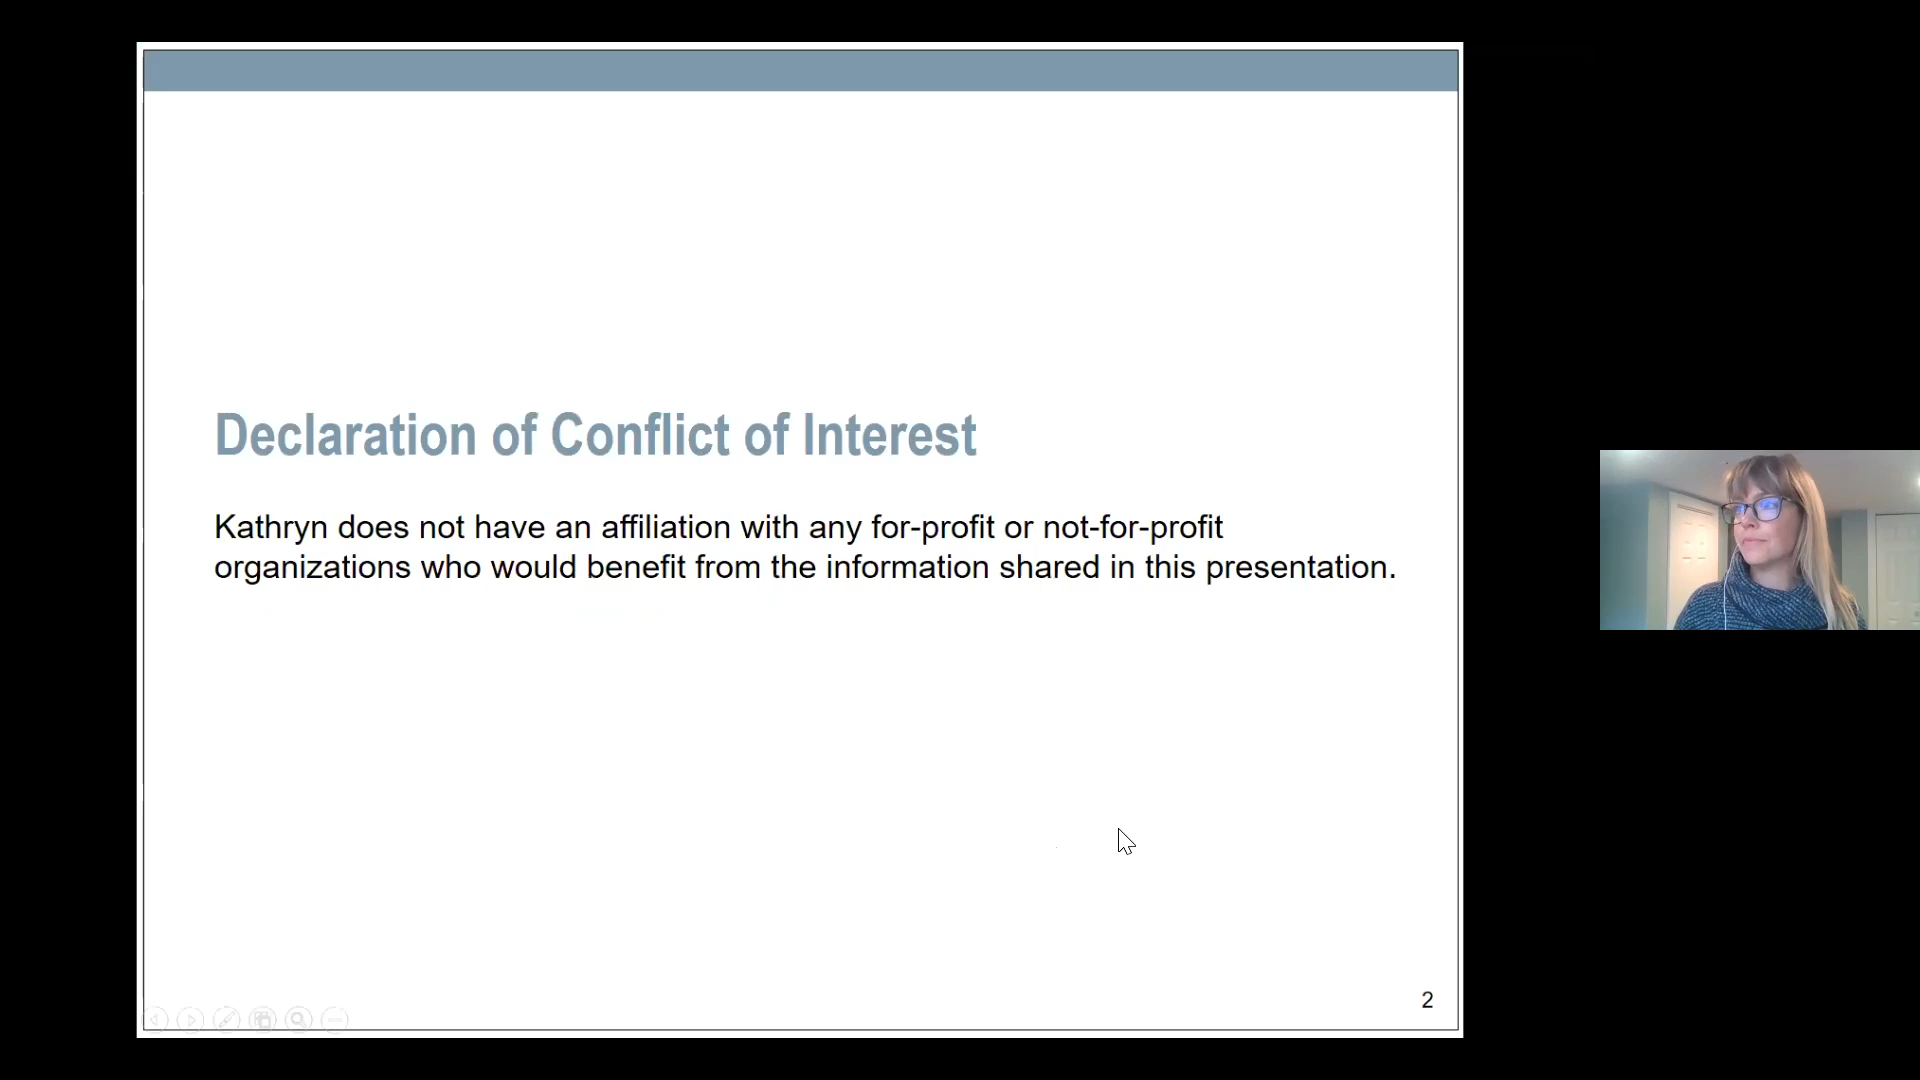 Declaration of Conflict of Interest
Kathryn does not have an affiliation with any for-profit or not-for-profit
organizations who would benefit from the information shared in this presentation.
2